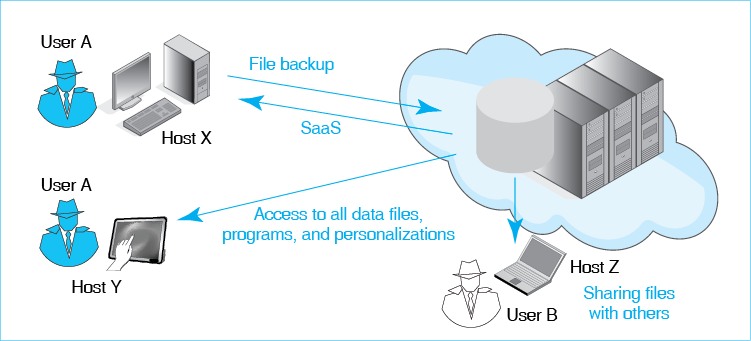 User A
File backup
SaaS
Host X
User A
Access to all data files,
programs, and personalizations
Host Y
Host Z
Sharing files
with others
User B